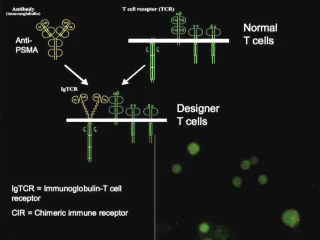 Antibody
(immunoglobulin)
T cell receptor (TCR)
Anti-
PSMA
Normal
T cells
IgTCR
Designer
T cells
IgTCR = Immunoglobulin-T cell
receptor
CIR = Chimeric immune receptor